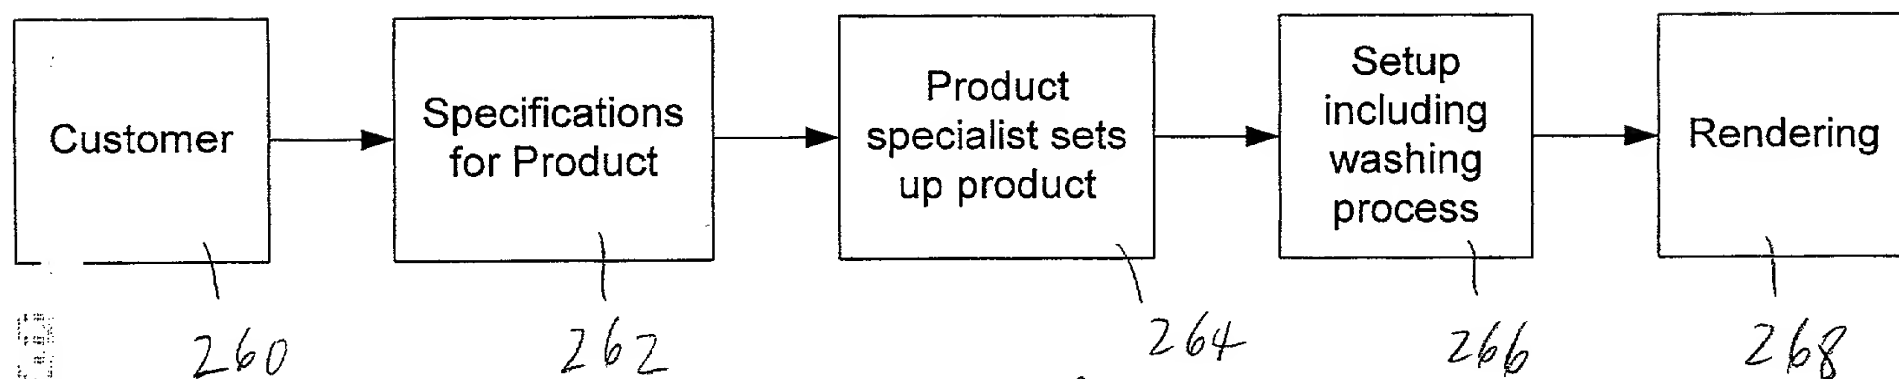 Customer
Specifications
for Product
Product
specialist sets
up product
Setup
including
washing
process
Rendering
260
262
264
266
268